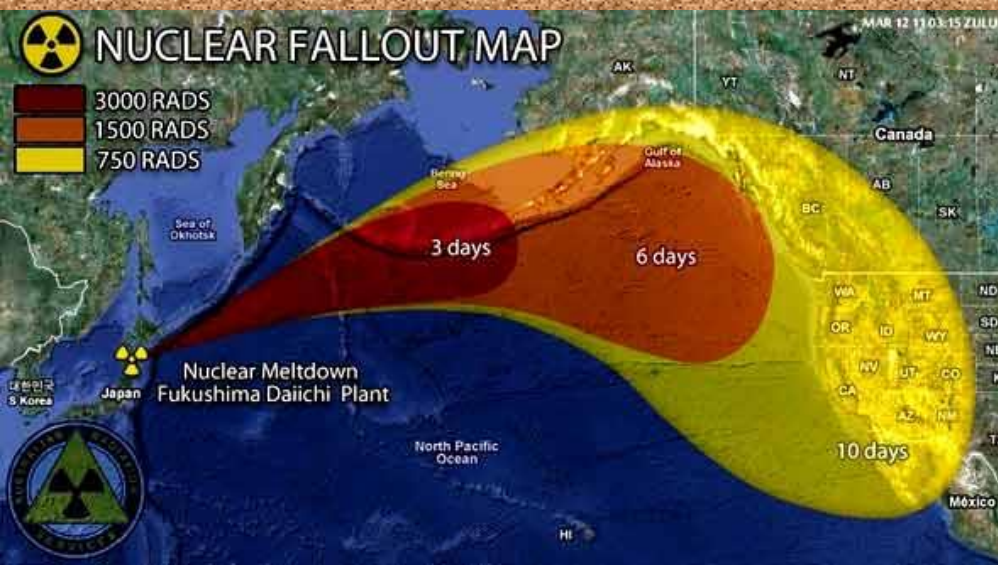 MAR 12 11:03:15 ZULU
NUCLEAR FALLOUT MAP
3000 RADS
1500 RADS
750 RADS
AK
YT
NT
Canada
Gulf of
Alaska
Bering
Sea
AB
SK
BC
Sea of
Okhotsk
3 days
6 days
WA
MT
ND
OR
ID
WY
SD
NV
UT
CO
CA
AZ
NM
Nuclear Meltdown
Fukushima Daiichi Plant
대한민국
S Korea
Japan
North Pacific
Ocean
10 days
HI
México
AUSTRALIAN RADIATION
SERVICES